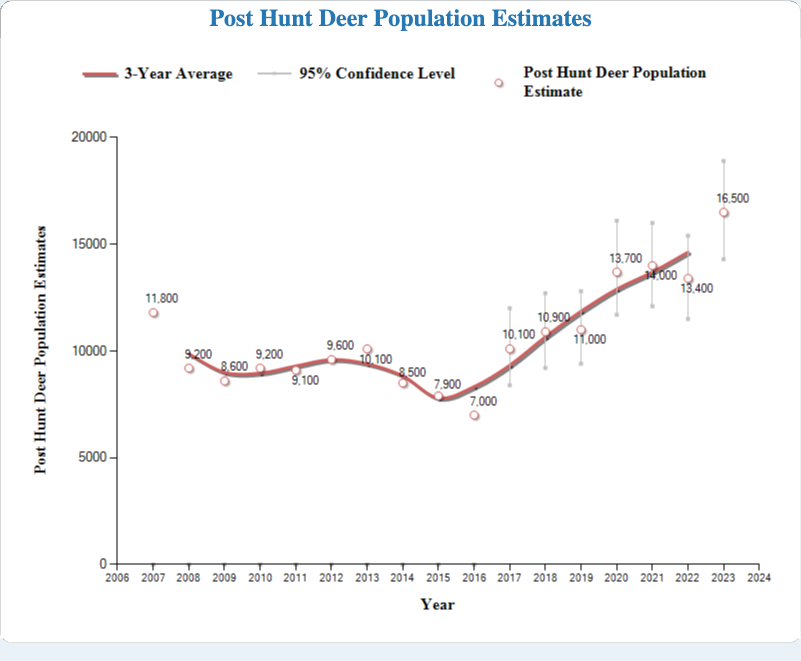 Post Hunt Deer Population Estimates
3-Year Average
95% Confidence Level
Post Hunt Deer Population
Estimate
Post Hunt Deer Population Estimates
20000
15000
10000
5000
0
11,800
9,200
8,600
9,200
9,100
9,600
10,100
8,500
7,900
7,000
10,100
10,900
11,000
13,700
14,000
13,400
16,500
2006 2007 2008 2009 2010 2011 2012 2013 2014 2015 2016 2017 2018 2019 2020 2021 2022 2023 2024
Year